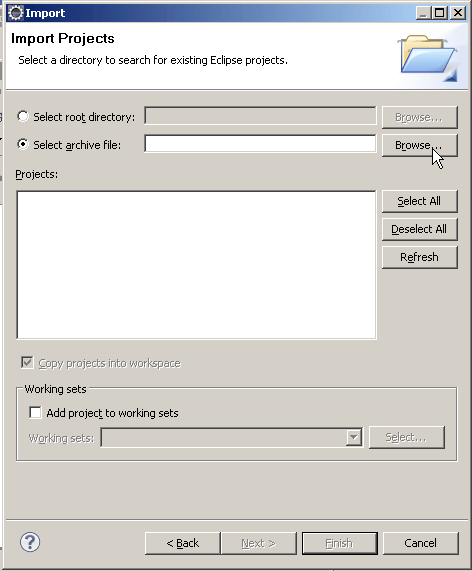 Import
Import Projects
Select a directory to search for existing Eclipse projects.
Select root directory: Browse...
Select archive file: Browse...
Projects:
Select All
Deselect All
Refresh
Copy projects into workspace
Working sets
Add project to working sets
Working sets: Select...
? < Back Next > Finish Cancel